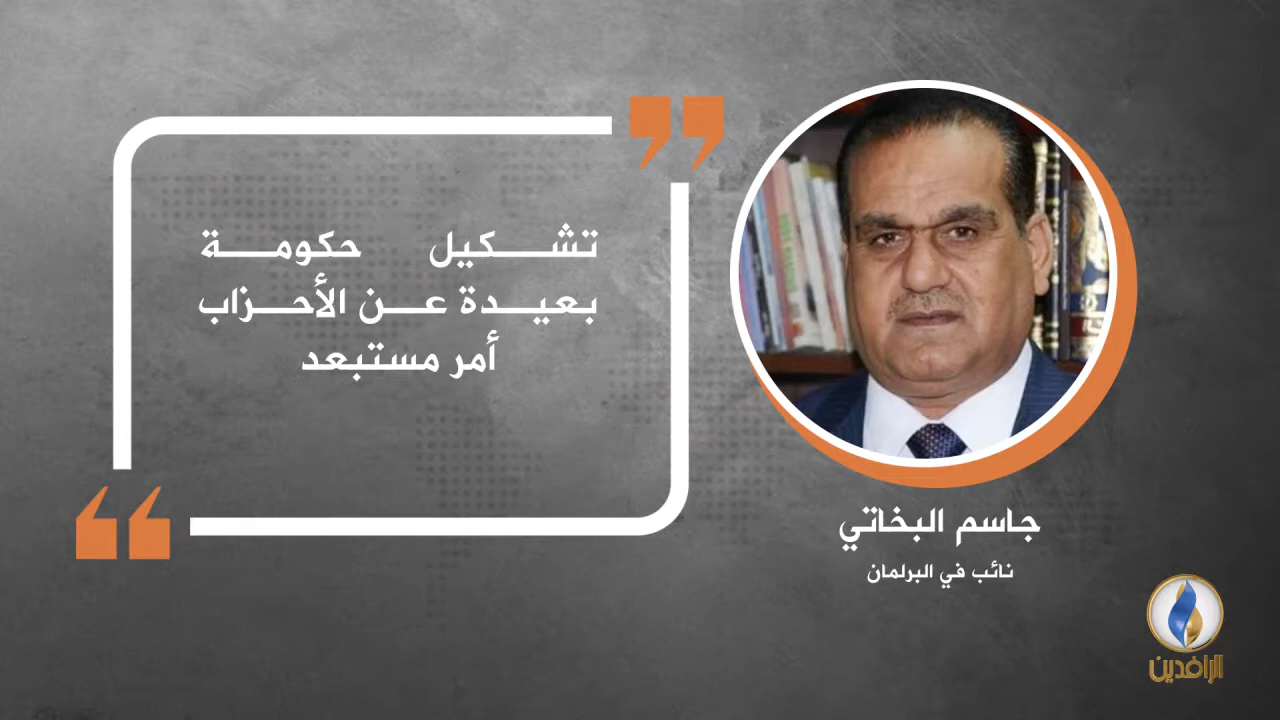 تشكيل حكومة
بعيدة عن الأحزاب
أمر مستبعد
جاسم البخاتي
نائب في البرلمان
الرافدين